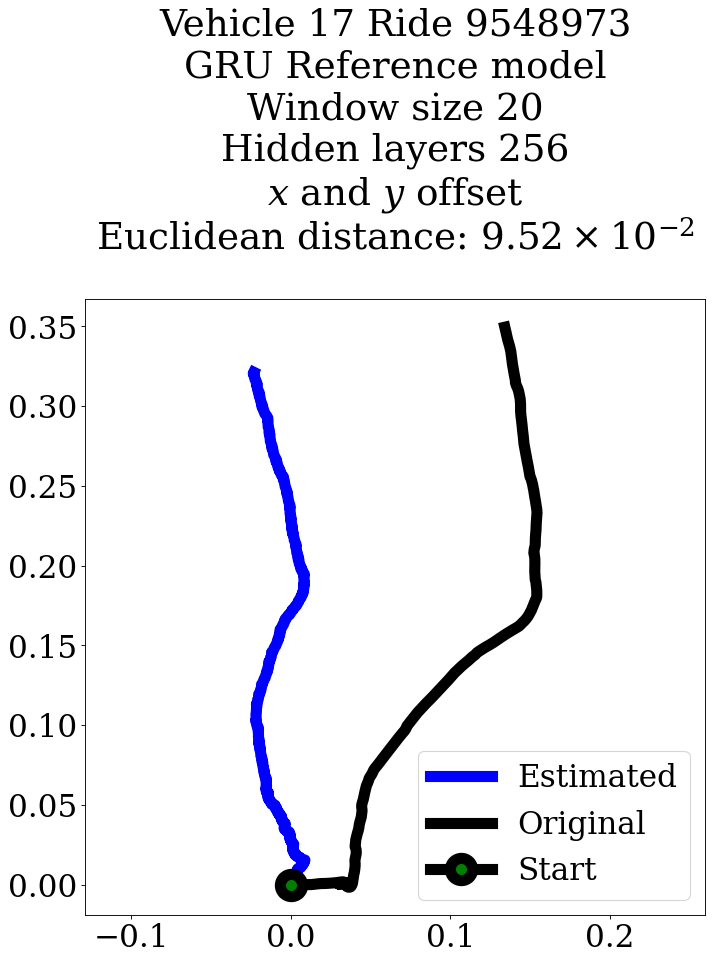 Vehicle 17 Ride 9548973
GRU Reference model
Window size 20
Hidden layers 256
x and y offset
Euclidean distance: 9.52 × 10⁻²
0.35
0.30
0.25
0.20
0.15
0.10
0.05
0.00
Estimated
Original
Start
−0.1 0.0 0.1 0.2